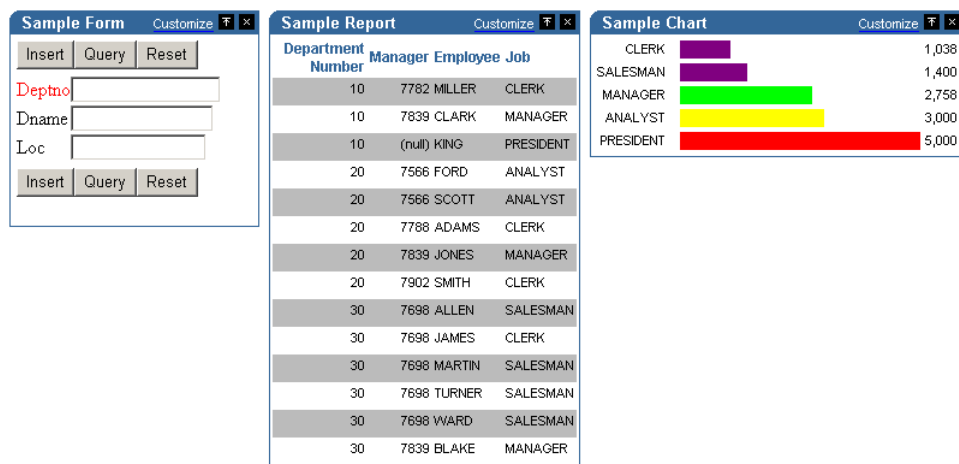 Sample Form Customize
Insert Query Reset
Deptno
Dname
Loc
Insert Query Reset
Sample Report Customize
Department Number Manager Employee Job
10 7782 MILLER CLERK
10 7839 CLARK MANAGER
10 (null) KING PRESIDENT
20 7566 FORD ANALYST
20 7566 SCOTT ANALYST
20 7788 ADAMS CLERK
20 7839 JONES MANAGER
20 7902 SMITH CLERK
30 7698 ALLEN SALESMAN
30 7698 JAMES CLERK
30 7698 MARTIN SALESMAN
30 7698 TURNER SALESMAN
30 7698 WARD SALESMAN
30 7839 BLAKE MANAGER
Sample Chart Customize
CLERK 1,038
SALESMAN 1,400
MANAGER 2,758
ANALYST 3,000
PRESIDENT 5,000